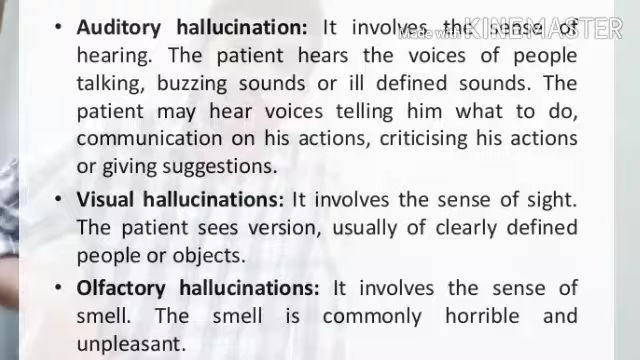 • Auditory hallucination: It involves the sense of
Made with KINEMASTER
hearing. The patient hears the voices of people
talking, buzzing sounds or ill defined sounds. The
patient may hear voices telling him what to do,
communication on his actions, criticising his actions
or giving suggestions.
• Visual hallucinations: It involves the sense of sight.
The patient sees version, usually of clearly defined
people or objects.
• Olfactory hallucinations: It involves the sense of
smell. The smell is commonly horrible and
unpleasant.